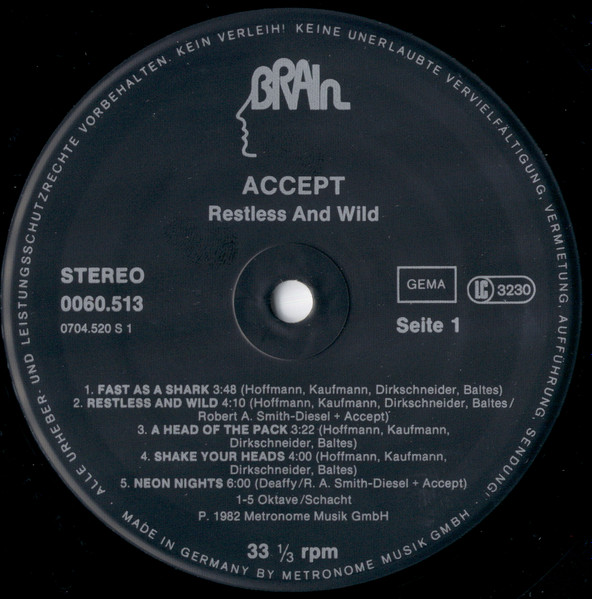 ALLE URHEBER- UND LEISTUNGSSCHUTZRECHTE VORBEHALTEN. KEIN VERLEIH! KEINE UNERLAUBTE VERVIELFÄLTIGUNG, VERMIETUNG, AUFFÜHRUNG, SENDUNG!
BRAIN
ACCEPT
Restless And Wild
STEREO
0060.513
0704.520 S 1
GEMA
LC 3230
Seite 1
1. FAST AS A SHARK 3:48 (Hoffmann, Kaufmann, Dirkschneider, Baltes)
2. RESTLESS AND WILD 4:10 (Hoffmann, Kaufmann, Dirkschneider, Baltes/
Robert A. Smith-Diesel + Accept)
3. A HEAD OF THE PACK 3:22 (Hoffmann, Kaufmann,
Dirkschneider, Baltes)
4. SHAKE YOUR HEADS 4:00 (Hoffmann, Kaufmann,
Dirkschneider, Baltes)
5. NEON NIGHTS 6:00 (Deaffy/R. A. Smith-Diesel + Accept)
1-5 Oktave/Schacht
P. 1982 Metronome Musik GmbH
33 ⅓ rpm
MADE IN GERMANY BY METRONOME MUSIK GMBH